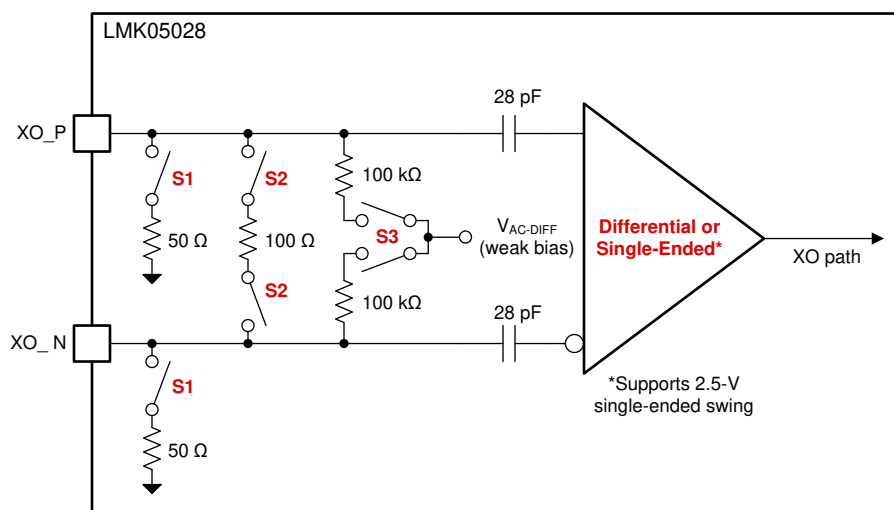 LMK05028
28 pF
XO_P
S1
S2
100 kΩ
50 Ω
100 Ω
S3
V_AC-DIFF
(weak bias)
Differential or
Single-Ended*
XO path
S2
100 kΩ
28 pF
XO_ N
S1
*Supports 2.5-V
single-ended swing
50 Ω